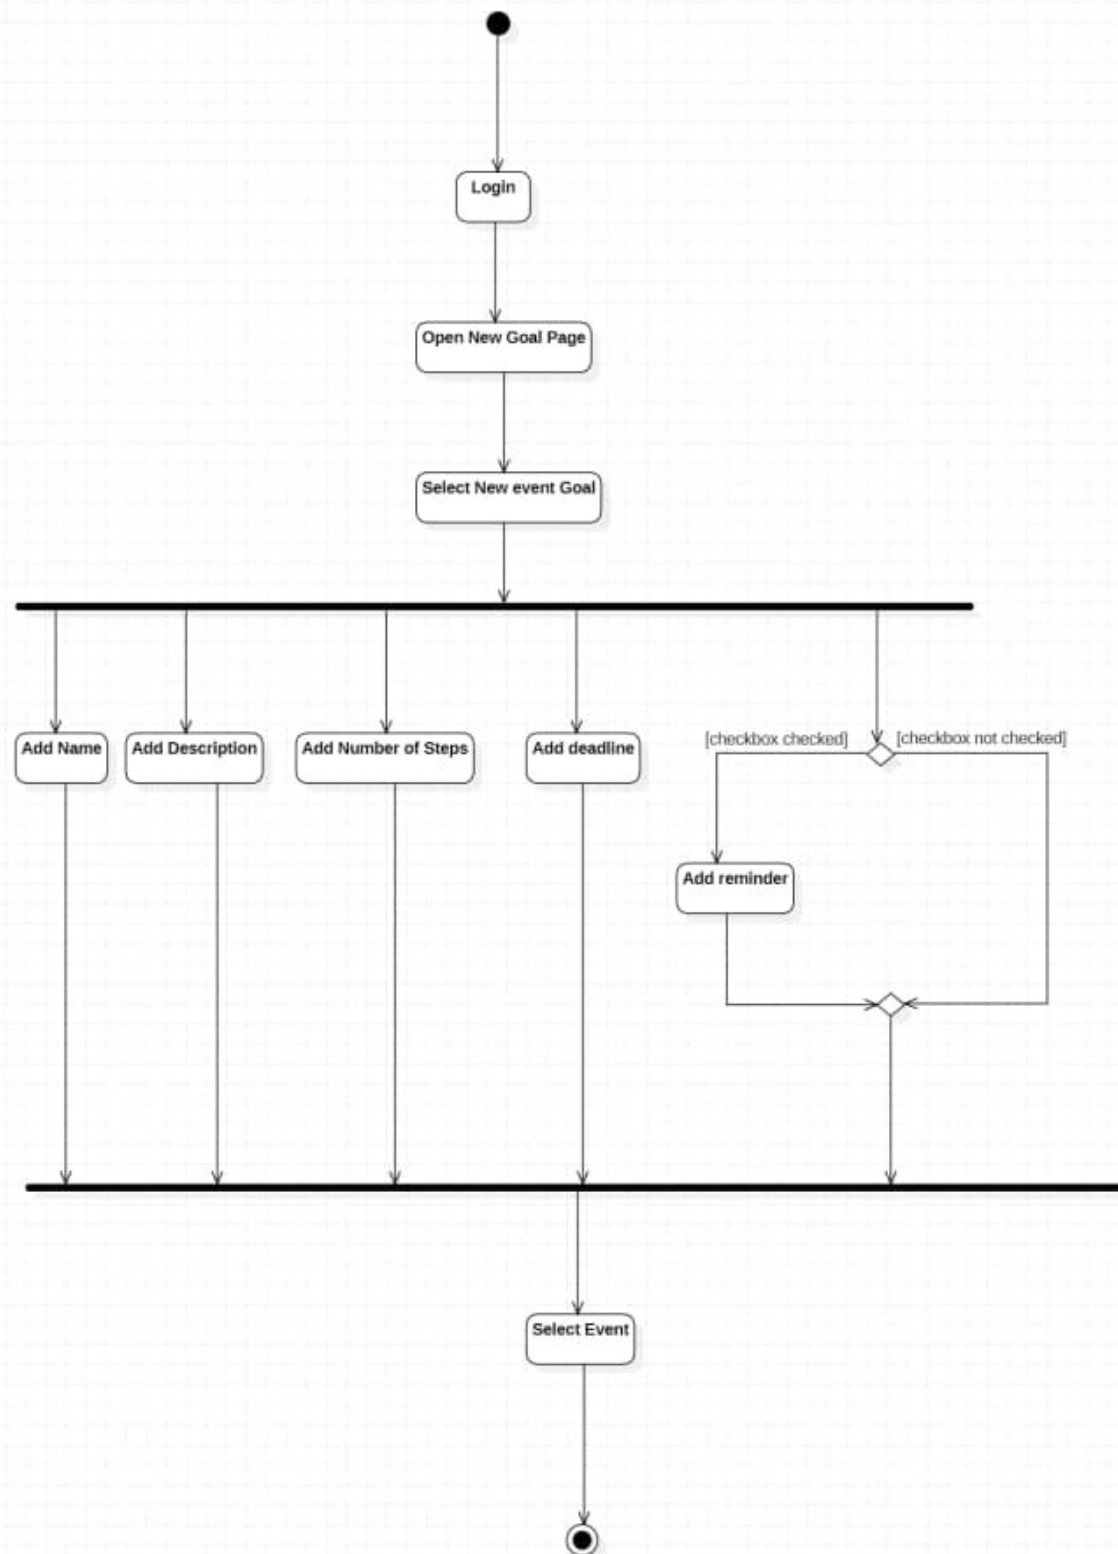 Login
Open New Goal Page
Select New event Goal
Add Name
Add Description
Add Number of Steps
Add deadline
[checkbox checked]
[checkbox not checked]
Add reminder
Select Event